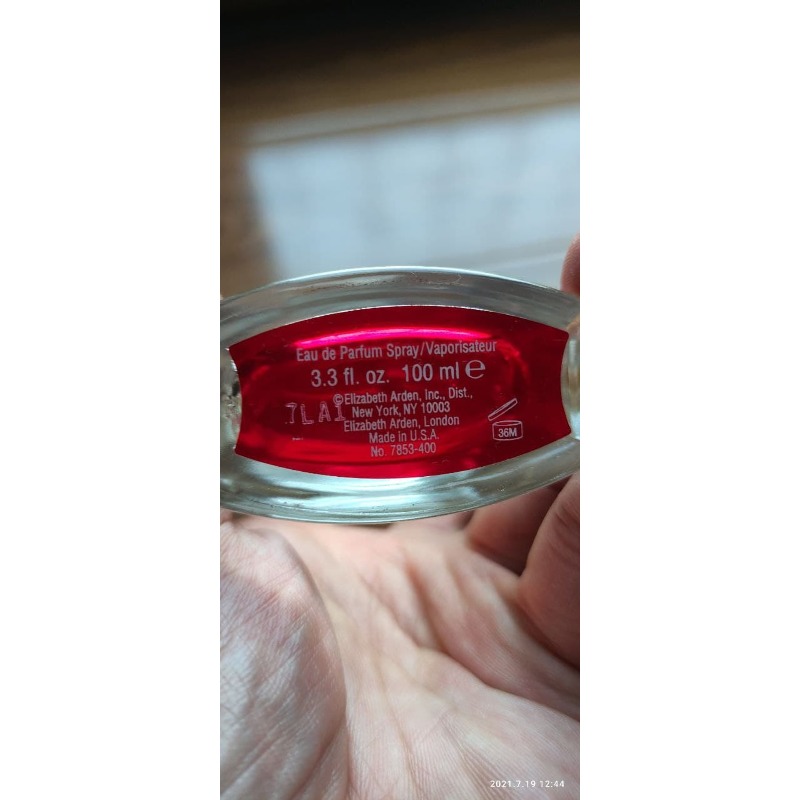 Eau de Parfum Spray/Vaporisateur
3.3 fl. oz. 100 ml ℮
©Elizabeth Arden, Inc., Dist.,
New York, NY 10003
Elizabeth Arden, London
Made in U.S.A.
No. 7853-400
36M
2021.7.19 12:44